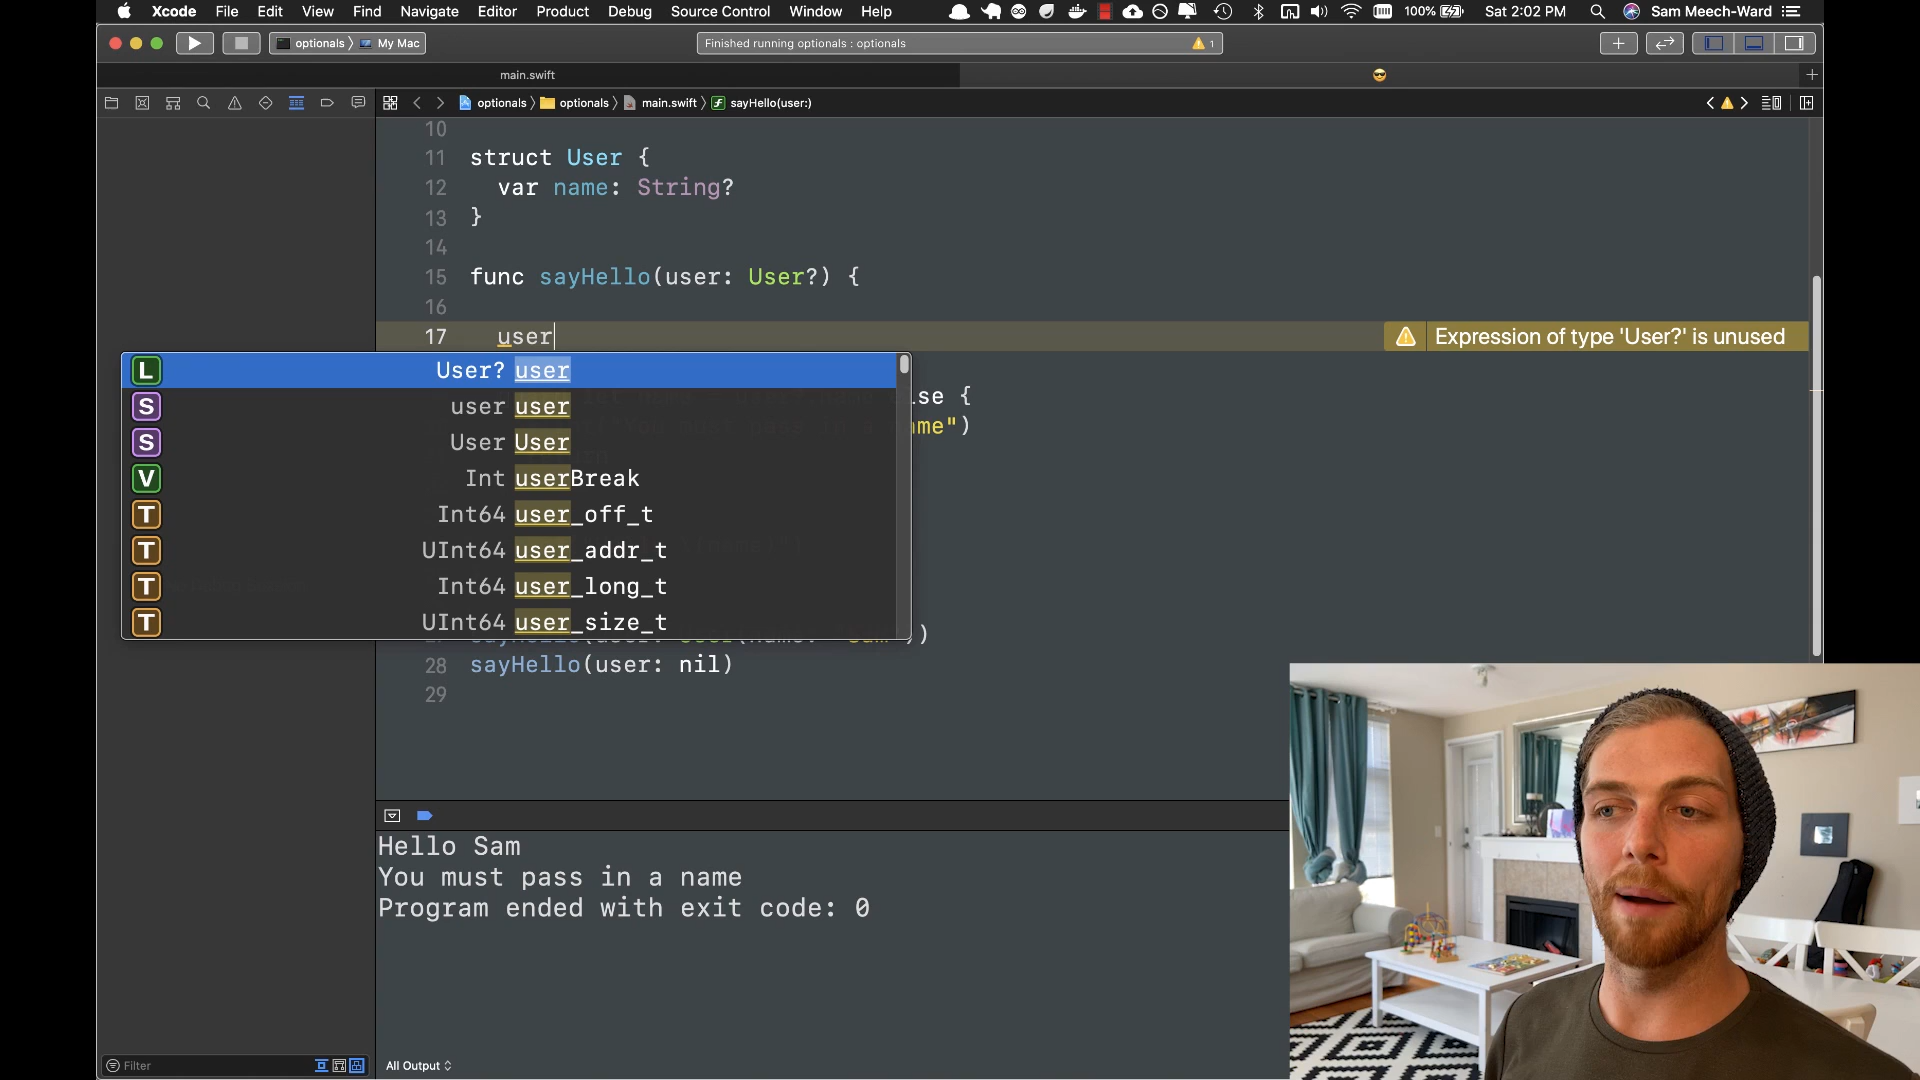 Xcode File Edit View Find Navigate Editor Product Debug Source Control Window Help 100% Sat 2:02 PM Sam Meech-Ward
optionals My Mac Finished running optionals : optionals 1
main.swift
optionals optionals main.swift sayHello(user:)
10
11 struct User {
12 var name: String?
13 }
14
15 func sayHello(user: User?) {
16
17 user Expression of type 'User?' is unused
L User? user
lse {
S user user
ame")
S User User
V Int userBreak
T Int64 user_off_t
T UInt64 user_addr_t
T Int64 user_long_t
T UInt64 user_size_t
28 sayHello(user: nil)
29
Hello Sam
You must pass in a name
Program ended with exit code: 0
Filter All Output